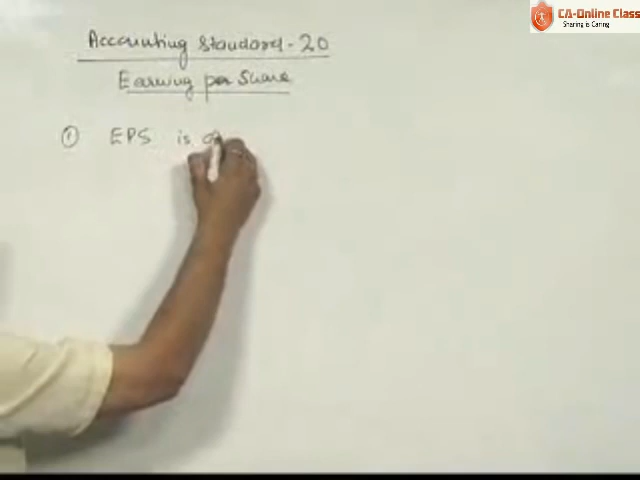 CA-Online Class
Sharing is Caring
Accounting Standard - 20
Earning per Share
① EPS is